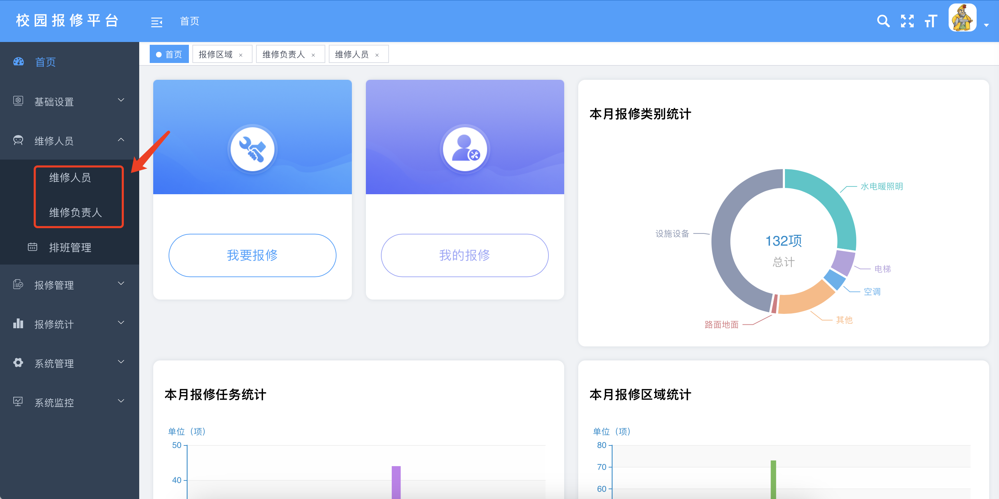 校园报修平台
首页
首页
基础设置
维修人员
维修人员
维修负责人
排班管理
报修管理
报修统计
系统管理
系统监控
首页
报修区域 ×
维修负责人 ×
维修人员 ×
我要报修
我的报修
本月报修类别统计
水电暖照明
设施设备
132项
总计
电梯
空调
其他
路面地面
本月报修任务统计
单位（项）
50
40
本月报修区域统计
单位（项）
80
70
60